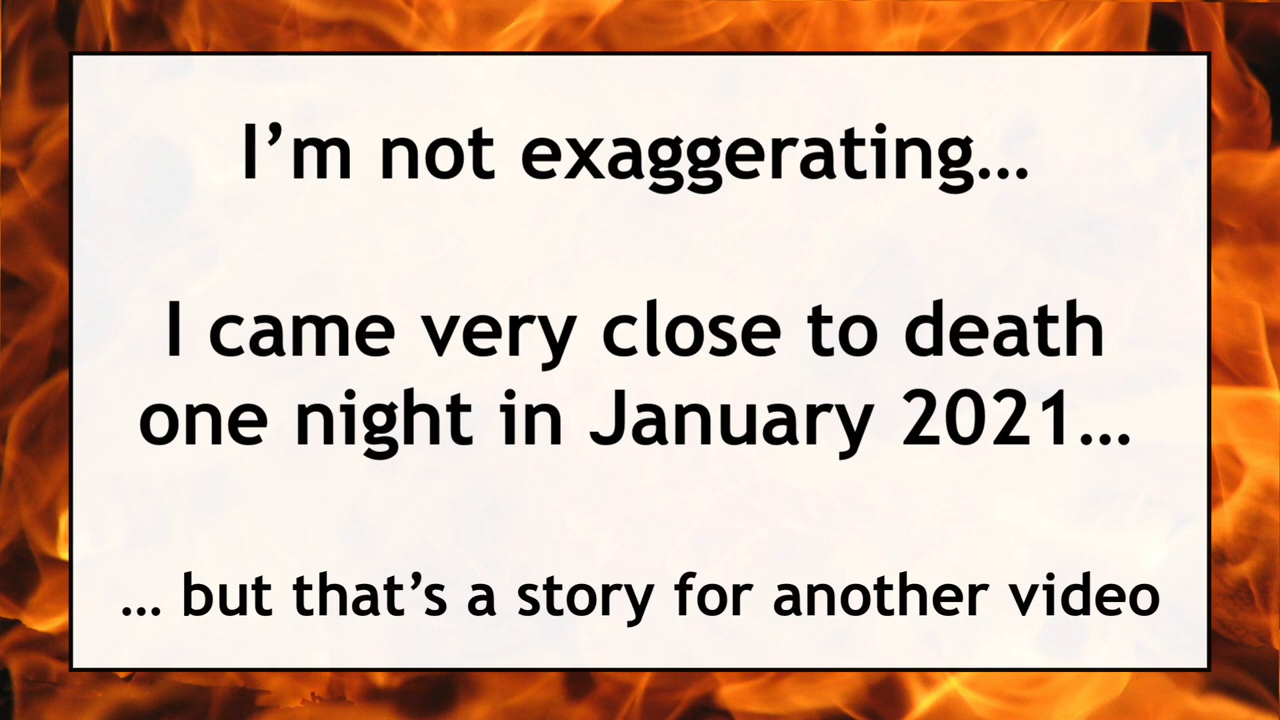 I’m not exaggerating…
I came very close to death
one night in January 2021…
… but that’s a story for another video